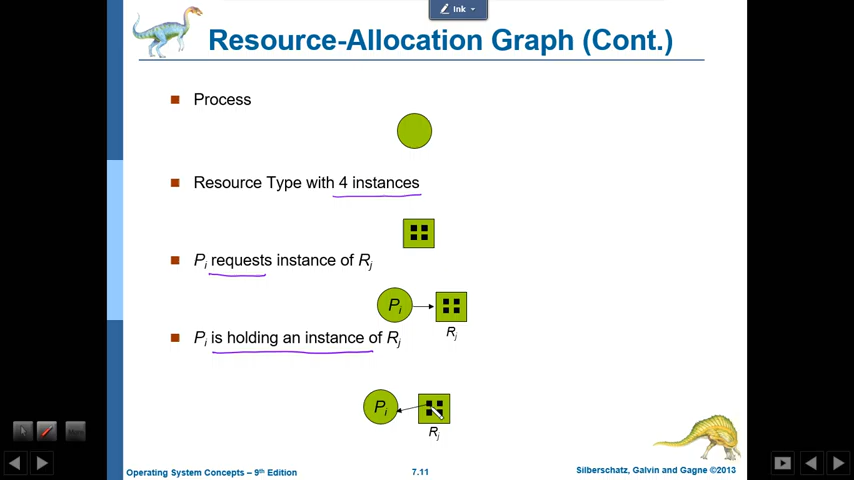 Ink
Resource-Allocation Graph (Cont.)
Process
Resource Type with 4 instances
Pi requests instance of Rj
Pi
Rj
Pi is holding an instance of Rj
Pi
Rj
Operating System Concepts – 9th Edition
7.11
Silberschatz, Galvin and Gagne ©2013